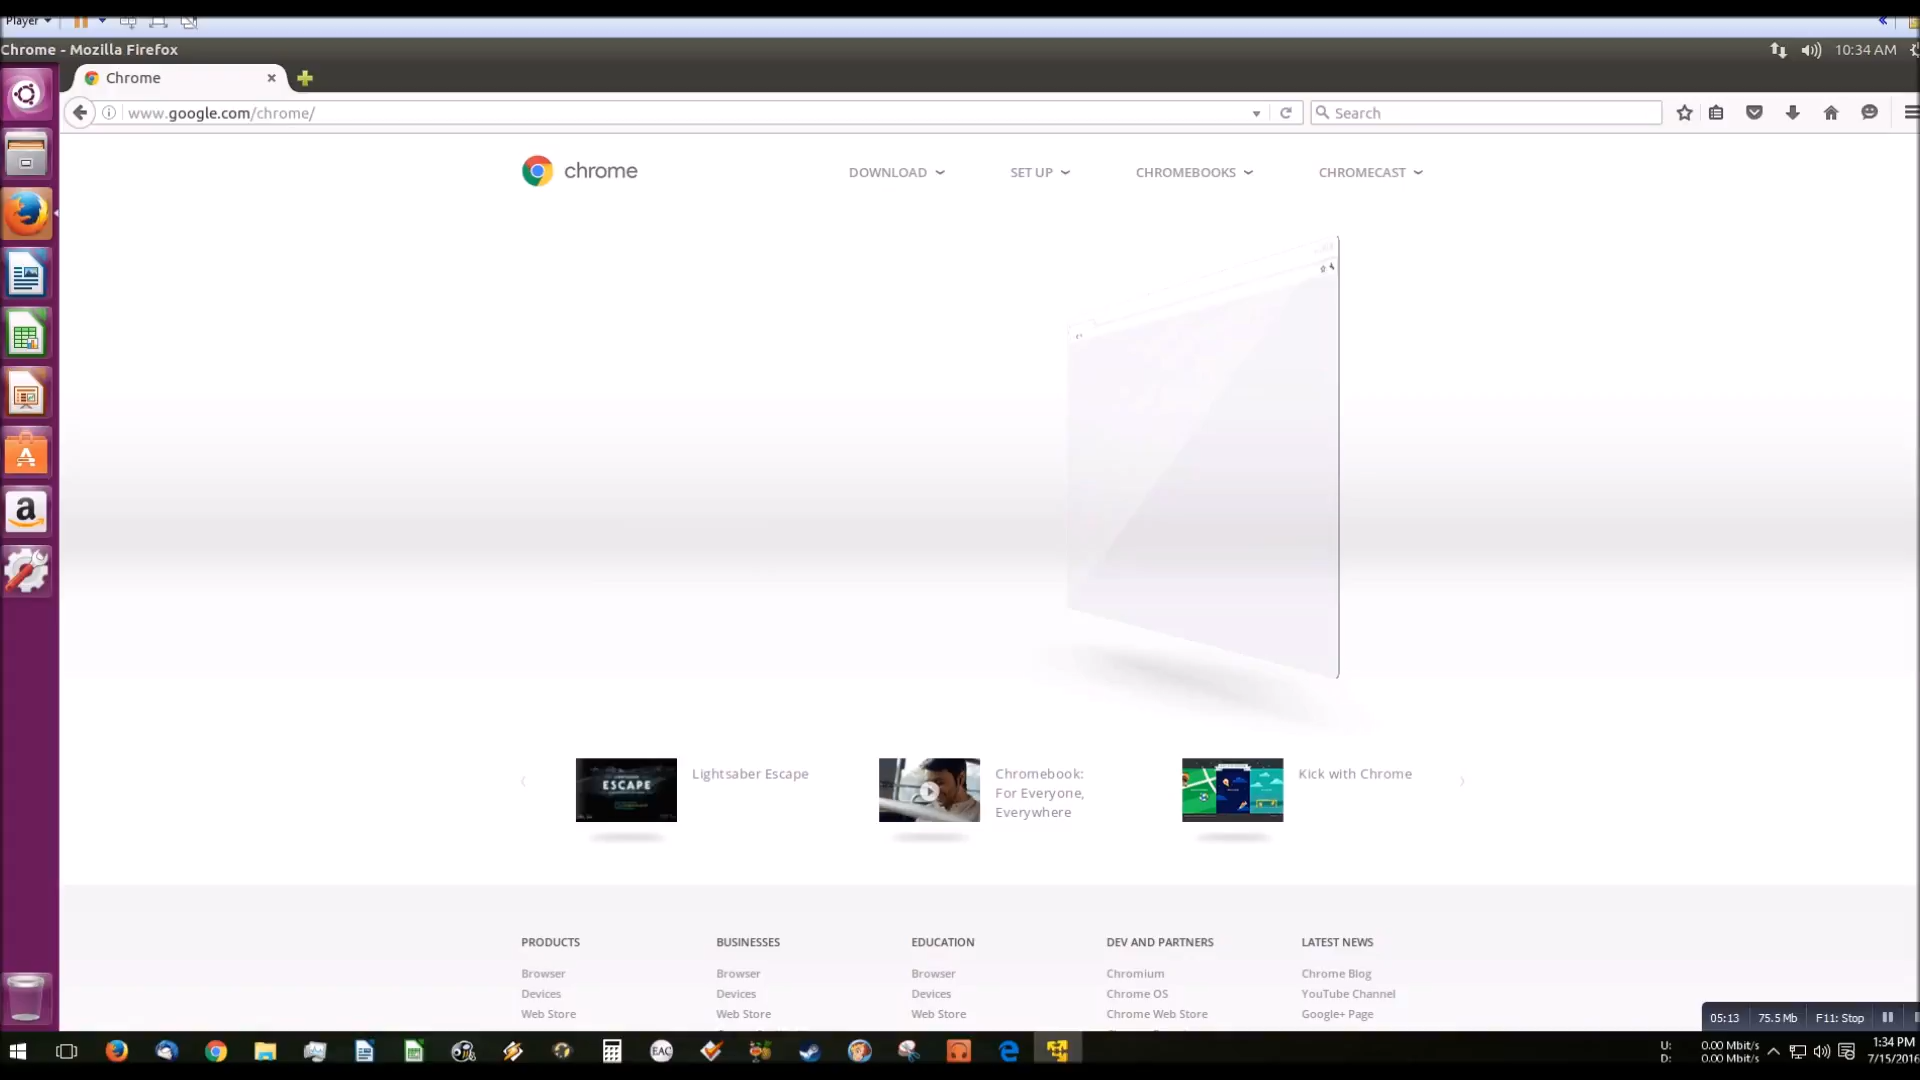 Player
Chrome - Mozilla Firefox
10:34 AM
Chrome
www.google.com/chrome/
Search
chrome
DOWNLOAD
SET UP
CHROMEBOOKS
CHROMECAST
ESCAPE
Lightsaber Escape
Chromebook:
For Everyone,
Everywhere
Kick with Chrome
PRODUCTS
Browser
Devices
Web Store
BUSINESSES
Browser
Devices
Web Store
EDUCATION
Browser
Devices
Web Store
DEV AND PARTNERS
Chromium
Chrome OS
Chrome Web Store
LATEST NEWS
Chrome Blog
YouTube Channel
Google+ Page
05:13 75.5 Mb F11: Stop
EAC
U: 0.00 Mbit/s
D: 0.00 Mbit/s
1:34 PM
7/15/2016